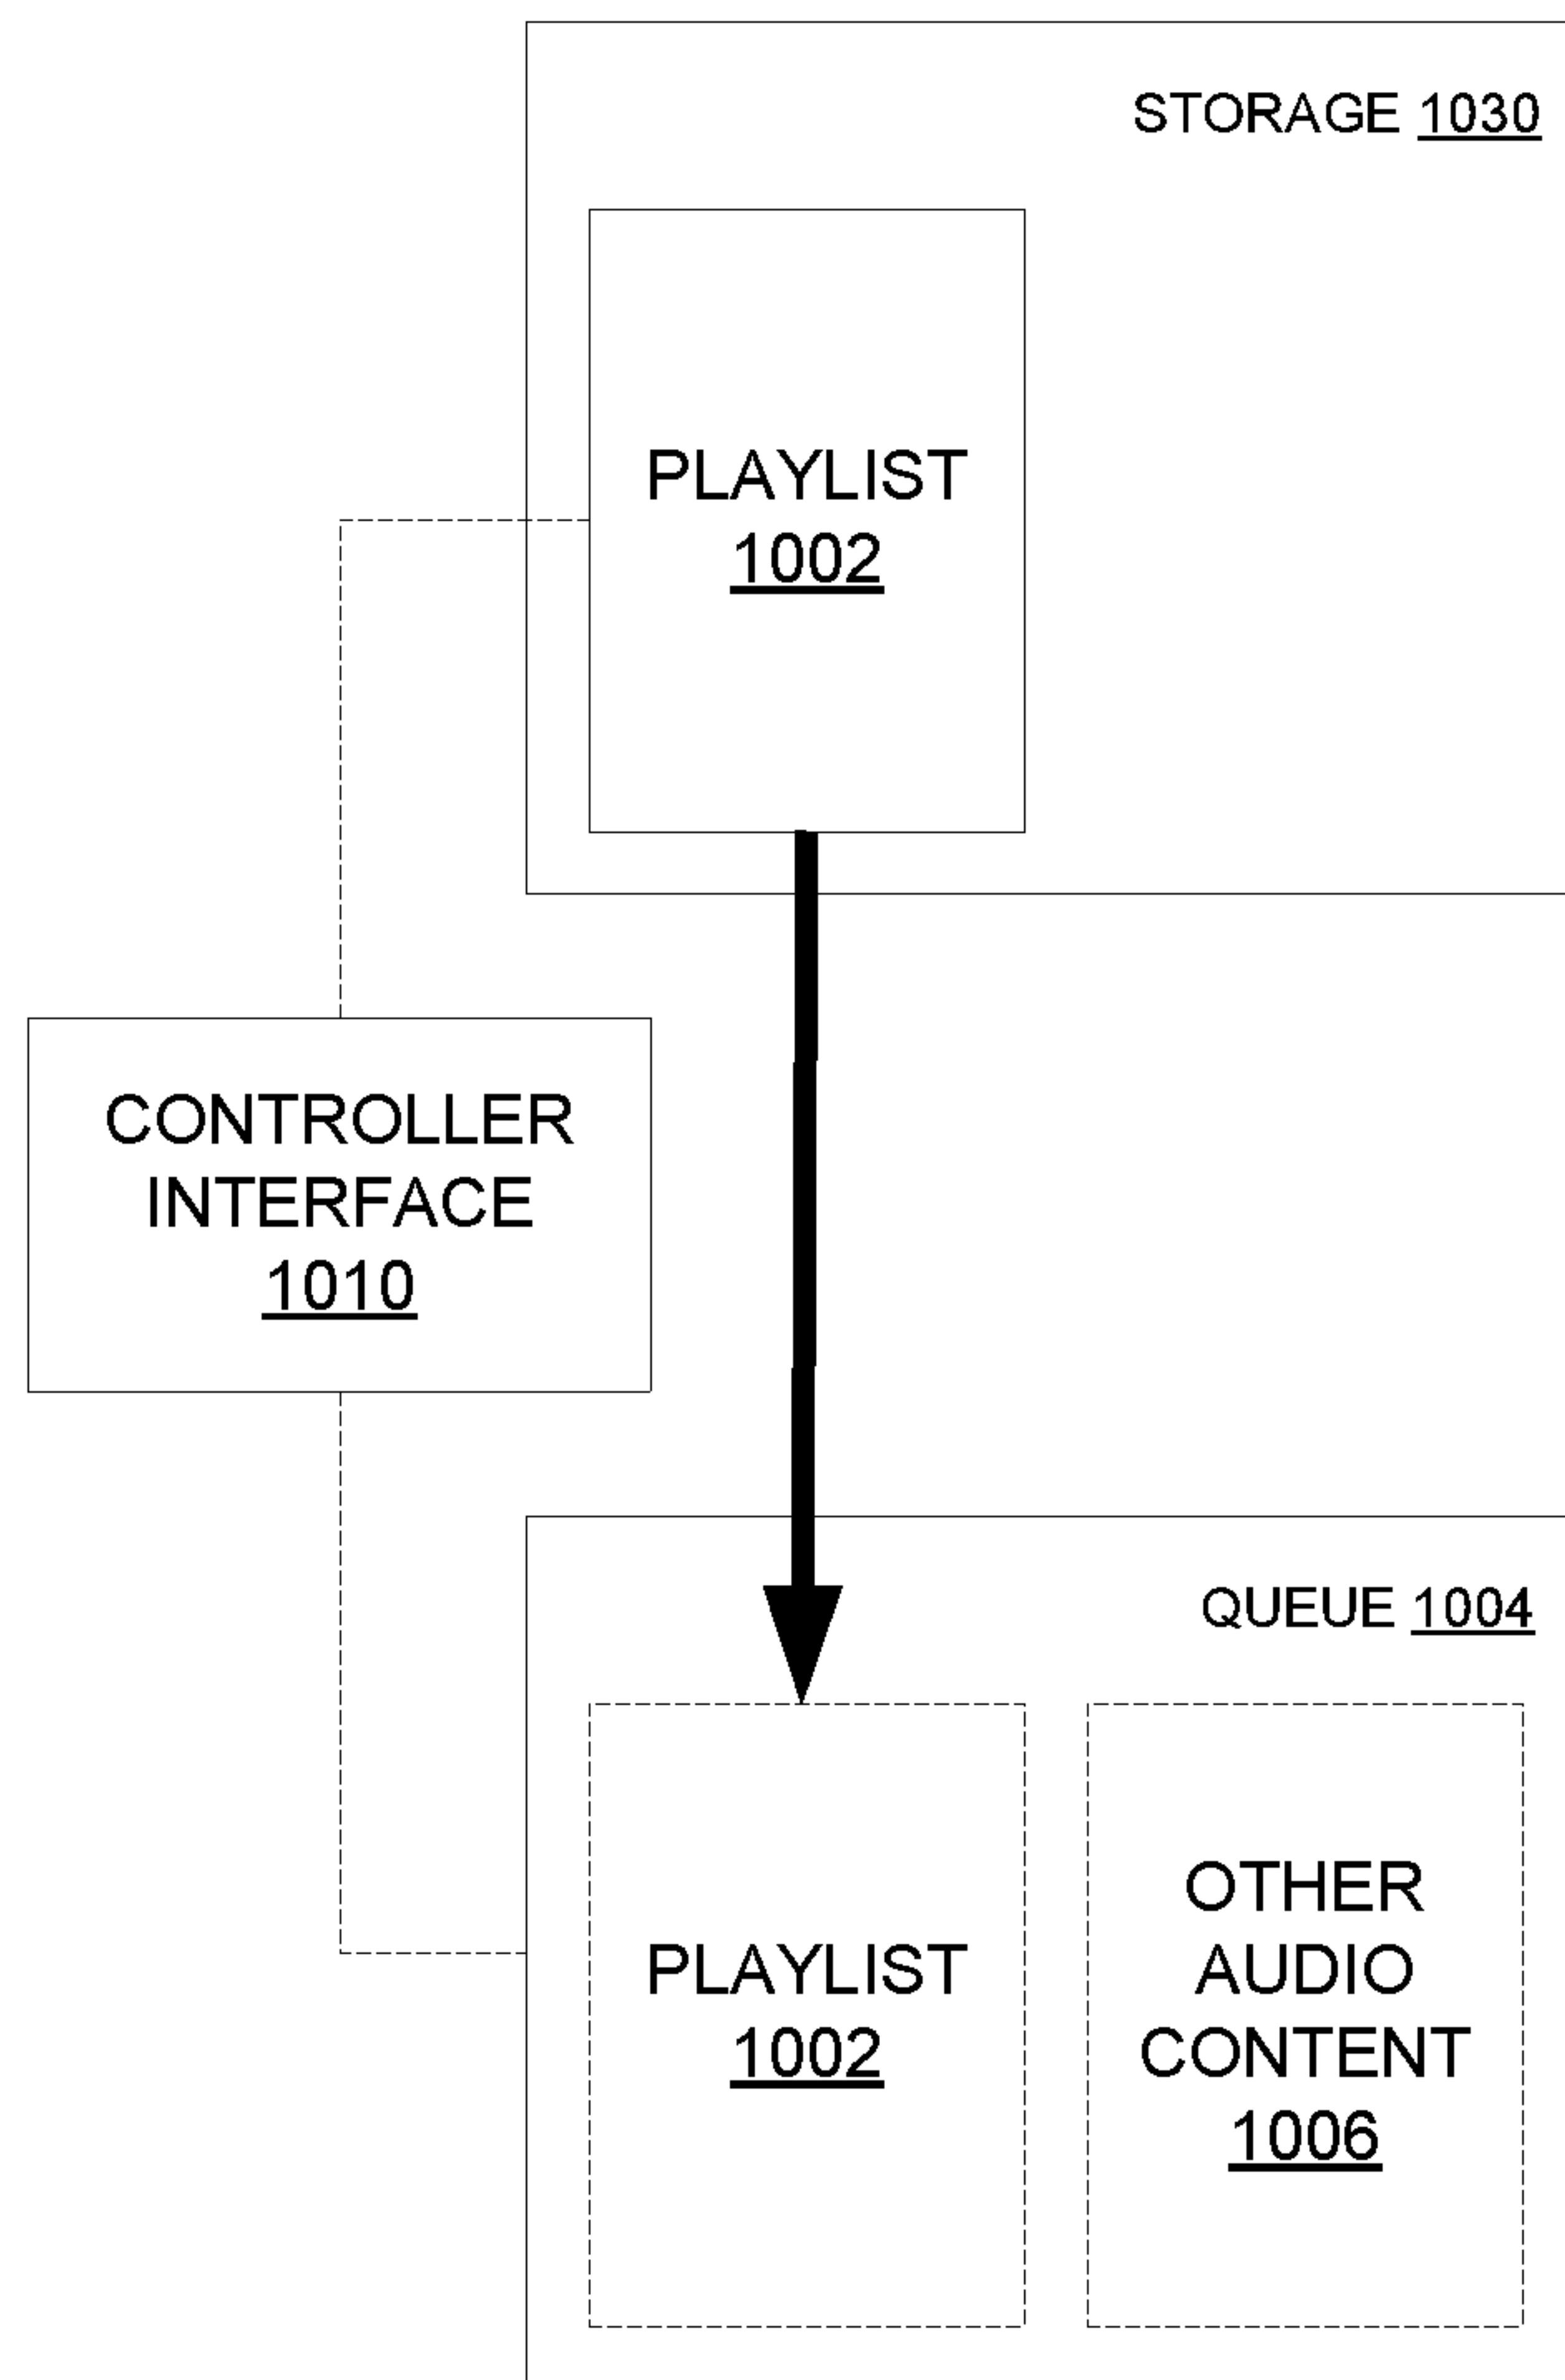 STORAGE 1030
PLAYLIST
1002
CONTROLLER
INTERFACE
1010
QUEUE 1004
PLAYLIST
1002
OTHER
AUDIO
CONTENT
1006